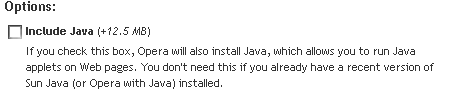 Options:
Include Java (+12.5 MB)
If you check this box, Opera will also install Java, which allows you to run Java
applets on Web pages. You don't need this if you already have a recent version of
Sun Java (or Opera with Java) installed.